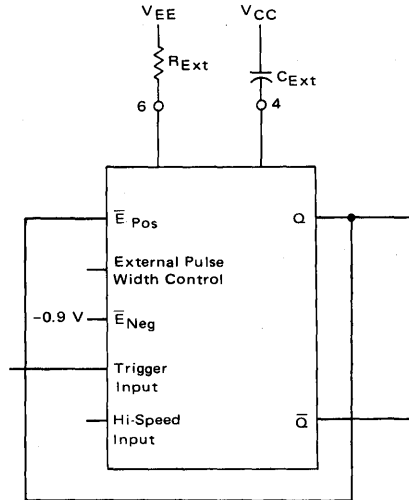 VEE
VCC
RExt
CExt
6
4
E̅ Pos
Q
External Pulse
Width Control
−0.9 V
E̅Neg
Trigger
Input
Hi-Speed
Input
Q̅